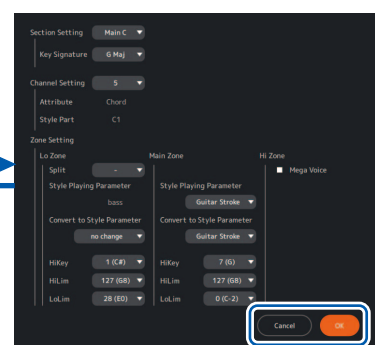 Section Setting Main C
Key Signature G Maj
Channel Setting 5
Attribute Chord
Style Part C1
Zone Setting
Lo Zone Main Zone Hi Zone
Split - Mega Voice
Style Playing Parameter Style Playing Parameter
bass Guitar Stroke
Convert to Style Parameter Convert to Style Parameter
no change Guitar Stroke
HiKey 1 (C#) HiKey 7 (G)
HiLim 127 (G8) HiLim 127 (G8)
LoLim 28 (E0) LoLim 0 (C-2)
Cancel OK